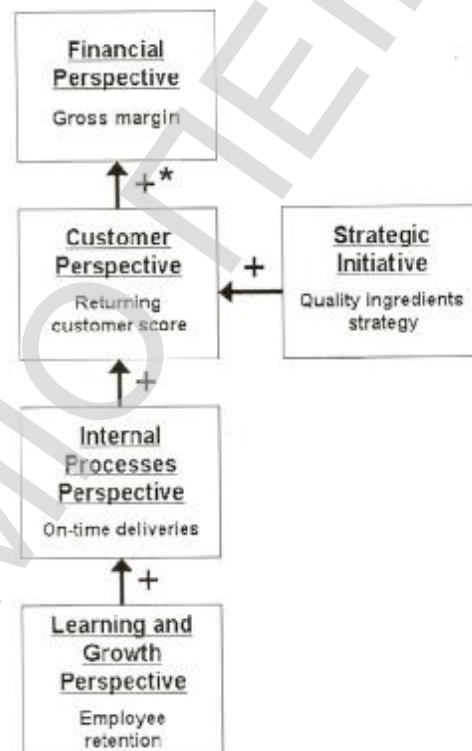 Financial
Perspective
Gross margin
+*
Customer
Perspective
Returning
customer score
+
Strategic
Initiative
Quality ingredients
strategy
+
Internal
Processes
Perspective
On-time deliveries
+
Learning and
Growth
Perspective
Employee
retention